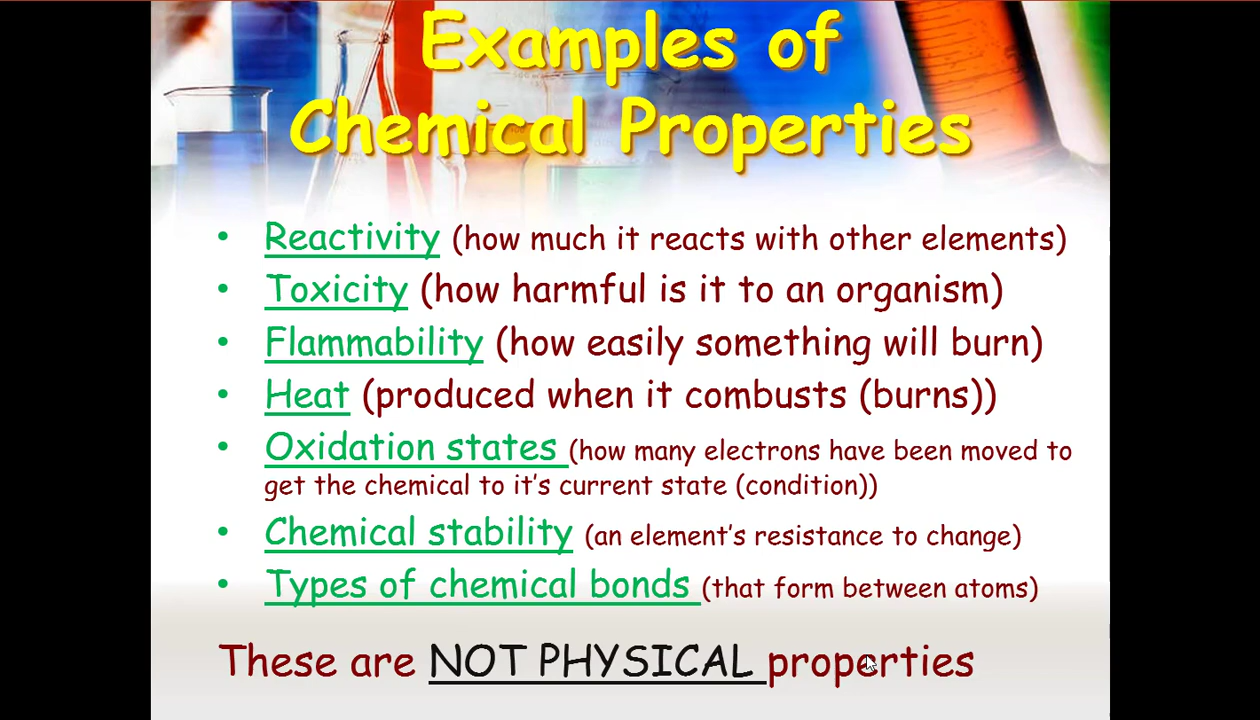 Examples of
Chemical Properties
• Reactivity (how much it reacts with other elements)
• Toxicity (how harmful is it to an organism)
• Flammability (how easily something will burn)
• Heat (produced when it combusts (burns))
• Oxidation states (how many electrons have been moved to
get the chemical to it's current state (condition))
• Chemical stability (an element's resistance to change)
• Types of chemical bonds (that form between atoms)
These are NOT PHYSICAL properties